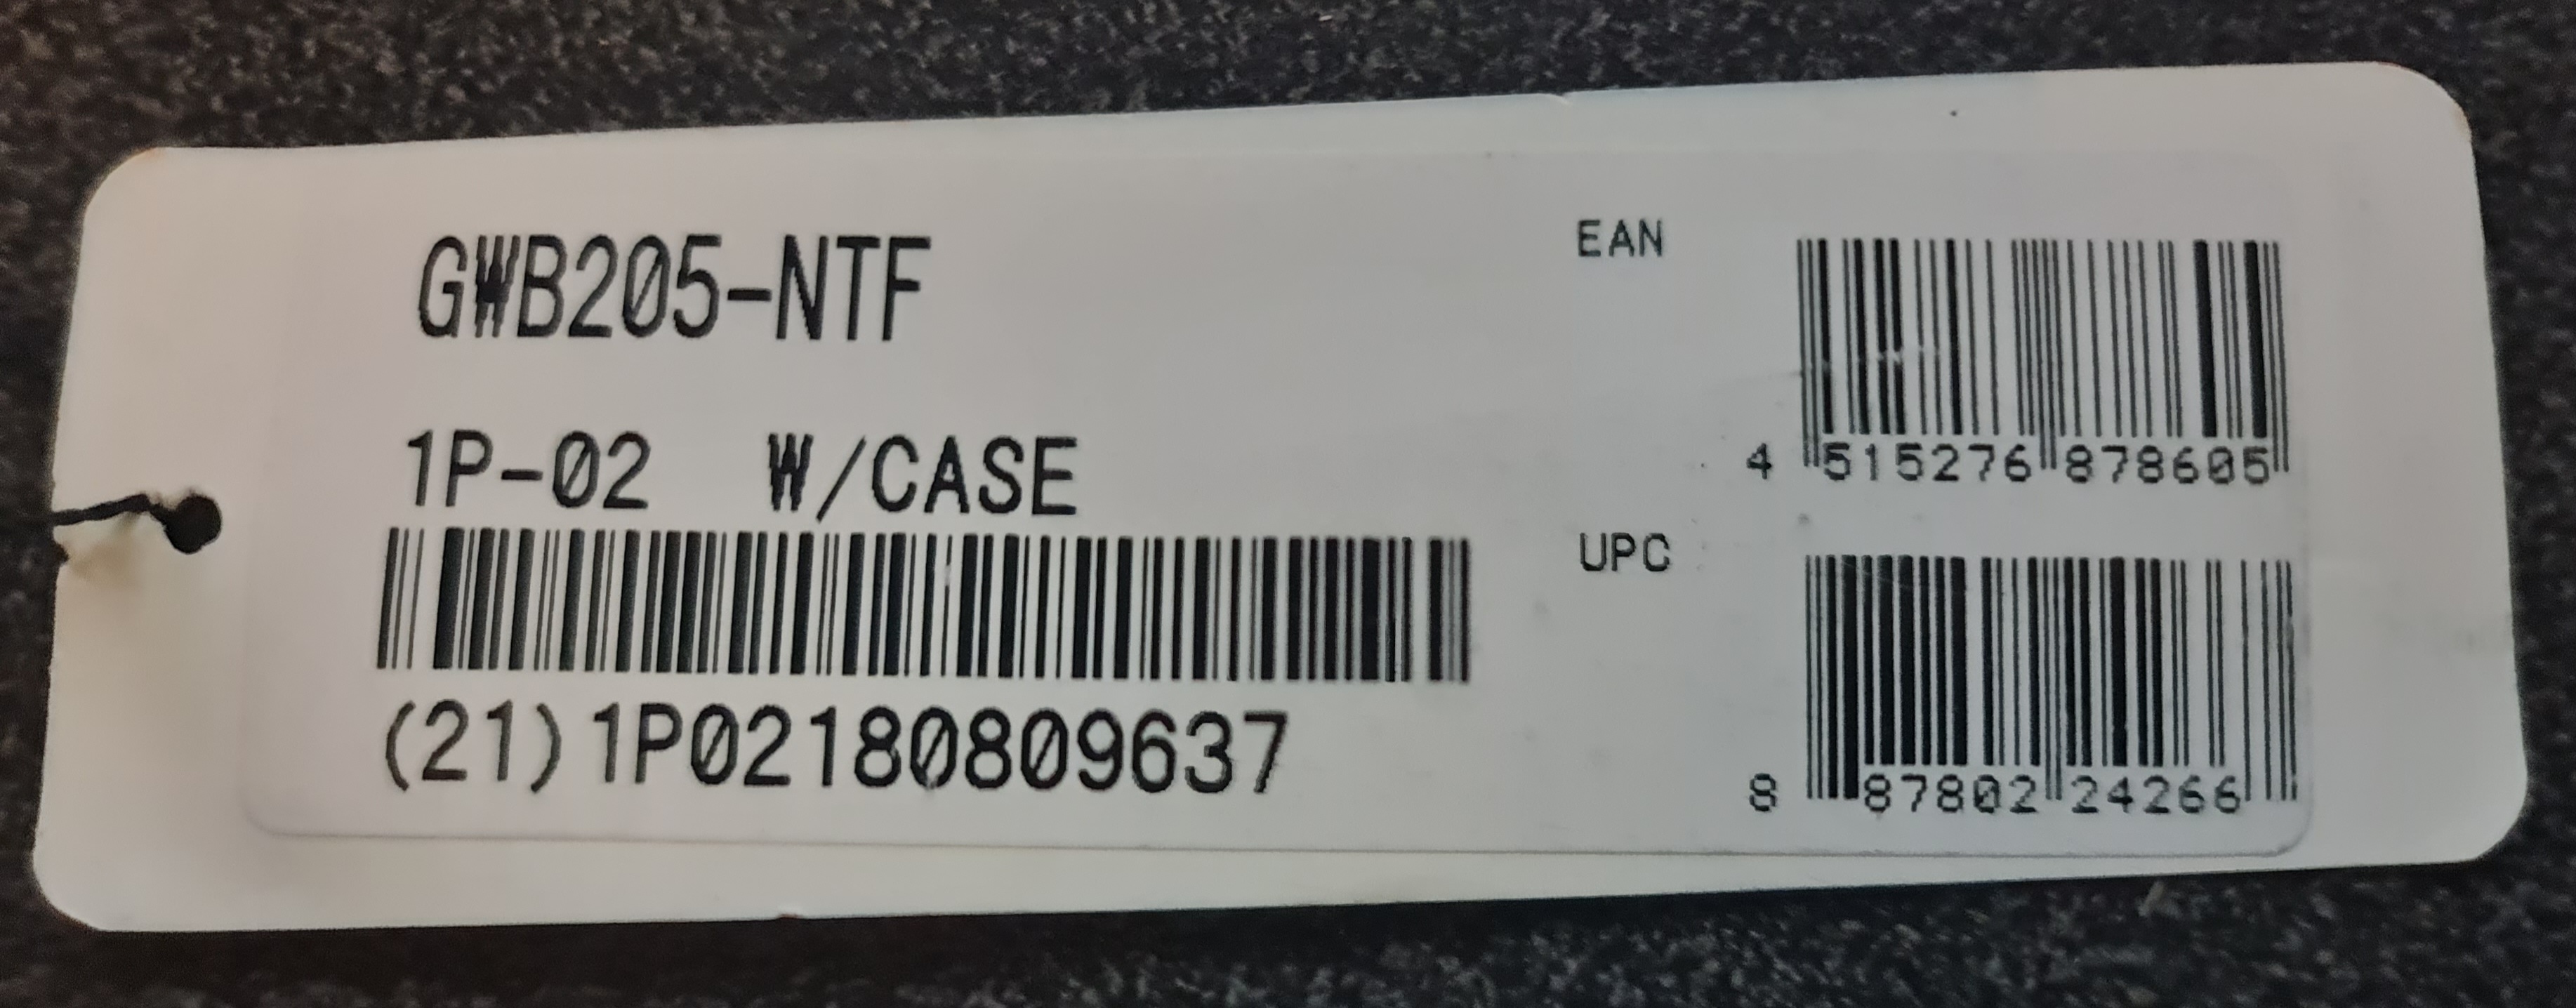 GWB205-NTF
1P-02 W/CASE
(21)1P02180809637
EAN
4 515276 878605
UPC
8 87802 24266